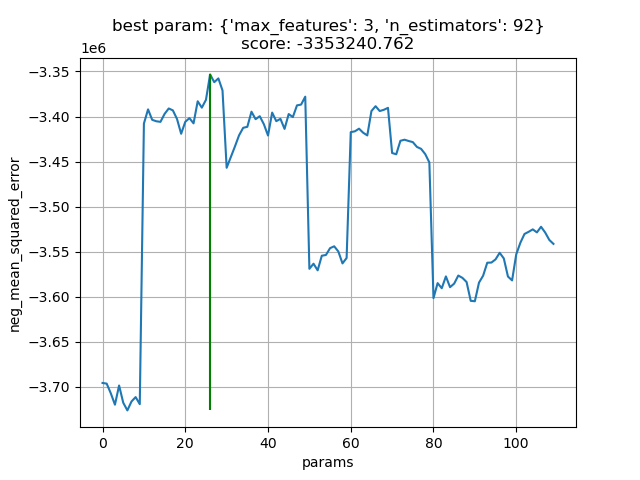 best param: {'max_features': 3, 'n_estimators': 92}
score: -3353240.762
1e6
−3.35
−3.40
−3.45
−3.50
−3.55
−3.60
−3.65
−3.70
neg_mean_squared_error
0 20 40 60 80 100
params